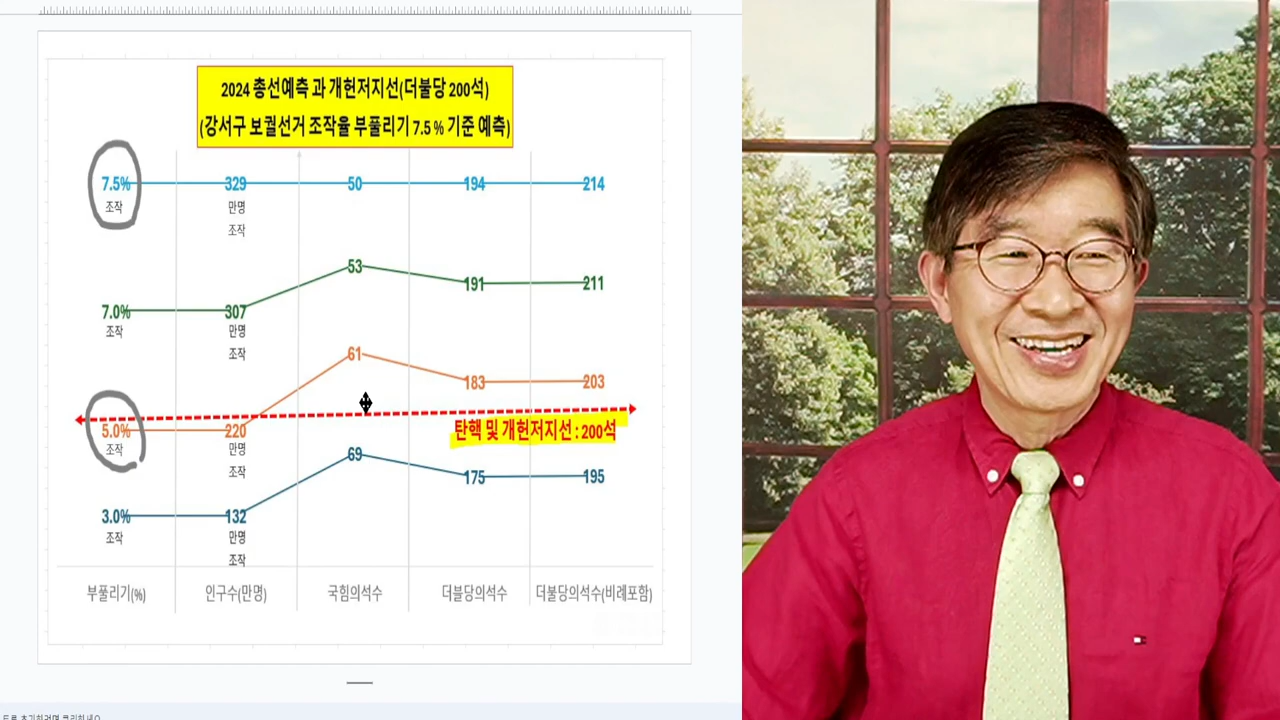 2024 총선예측 과 개헌저지선(더불당 200석)
(강서구 보궐선거 조작율 부풀리기 7.5 % 기준 예측)
7.5% 329 50 194 214
조작 만명
조작
53
191 211
7.0% 307
조작 만명
조작
61
183 203
탄핵 및 개헌저지선 : 200석
5.0% 220
조작 만명
조작
69
175 195
3.0% 132
조작 만명
조작
부풀리기(%) 인구수(만명) 국힘의석수 더블당의석수 더불당의석수(비례포함)